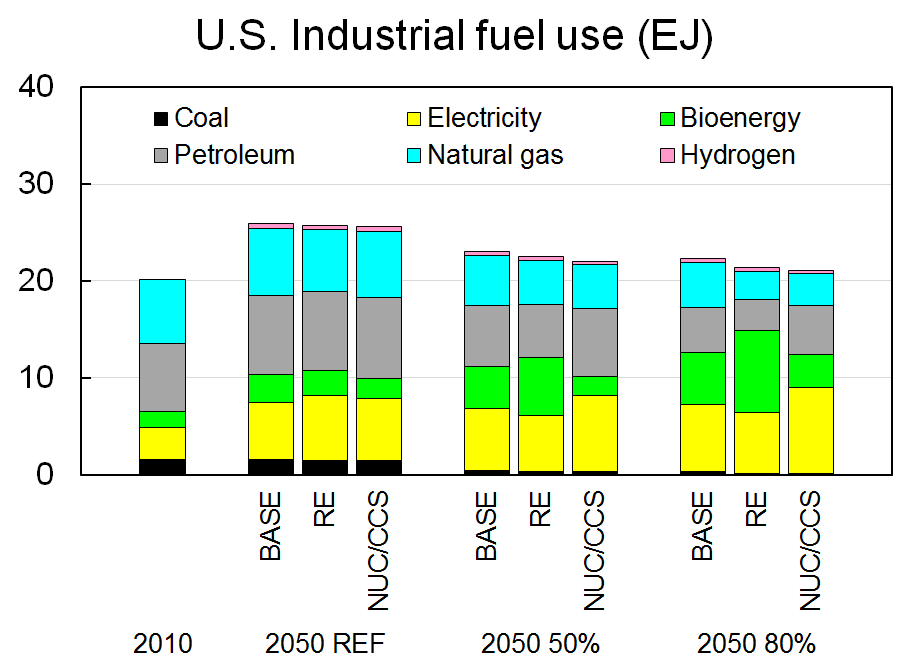 U.S. Industrial fuel use (EJ)
40
Coal Electricity Bioenergy
Petroleum Natural gas Hydrogen
30
20
10
0
BASE RE NUC/CCS BASE RE NUC/CCS BASE RE NUC/CCS
2010 2050 REF 2050 50% 2050 80%